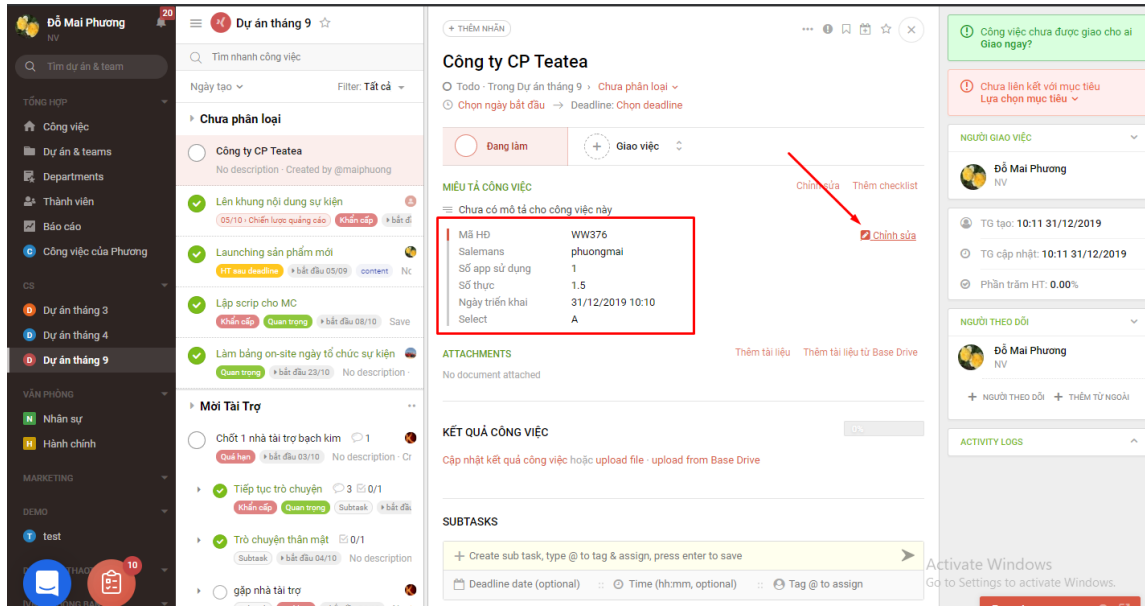 Đỗ Mai Phương
NV
20
Tìm dự án & team
TỔNG HỢP
Công việc
Dự án & teams
Departments
Thành viên
Báo cáo
C Công việc của Phương
CS
D Dự án tháng 3
D Dự án tháng 4
D Dự án tháng 9
VĂN PHÒNG
N Nhân sự
H Hành chính
MARKETING
DEMO
T test
10
Dự án tháng 9
Tìm nhanh công việc
Ngày tạo
Filter: Tất cả
Chưa phân loại
Công ty CP Teatea
No description · Created by @maiphuong
Lên khung nội dung sự kiện
05/10 › Chiến lược quảng cáo Khẩn cấp
Launching sản phẩm mới
HT sau deadline bắt đầu 05/09 content
Lập scrip cho MC
Khẩn cấp Quan trọng bắt đầu 08/10 Save
Làm bảng on-site ngày tổ chức sự kiện
Quan trọng bắt đầu 23/10 No description ·
Mời Tài Trợ
Chốt 1 nhà tài trợ bạch kim 1
Quá hạn bắt đầu 03/10 No description · Cr
Tiếp tục trò chuyện 3 0/1
Khẩn cấp Quan trọng Subtask
Trò chuyện thân mật 0/1
Subtask bắt đầu 04/10 No description
gặp nhà tài trợ
+ THÊM NHÃN
Công ty CP Teatea
Todo - Trong Dự án tháng 9 › Chưa phân loại
Chọn ngày bắt đầu → Deadline: Chọn deadline
Đang làm
+ Giao việc
MIÊU TẢ CÔNG VIỆC
Chỉnh sửa Thêm checklist
Chưa có mô tả cho công việc này
Chỉnh sửa
Mã HĐ WW376
Salemans phuongmai
Số app sử dụng 1
Số thực 1.5
Ngày triển khai 31/12/2019 10:10
Select A
ATTACHMENTS
Thêm tài liệu Thêm tài liệu từ Base Drive
No document attached
KẾT QUẢ CÔNG VIỆC
0%
Cập nhật kết quả công việc hoặc upload file · upload from Base Drive
SUBTASKS
+ Create sub task, type @ to tag & assign, press enter to save
Deadline date (optional) :: Time (hh:mm, optional) :: Tag @ to assign
Công việc chưa được giao cho ai
Giao ngay?
Chưa liên kết với mục tiêu
Lựa chọn mục tiêu
NGƯỜI GIAO VIỆC
Đỗ Mai Phương
NV
TG tạo: 10:11 31/12/2019
TG cập nhật: 10:11 31/12/2019
Phần trăm HT: 0.00%
NGƯỜI THEO DÕI
Đỗ Mai Phương
NV
+ NGƯỜI THEO DÕI + THÊM TỪ NGOÀI
ACTIVITY LOGS
Activate Windows
Go to Settings to activate Windows.